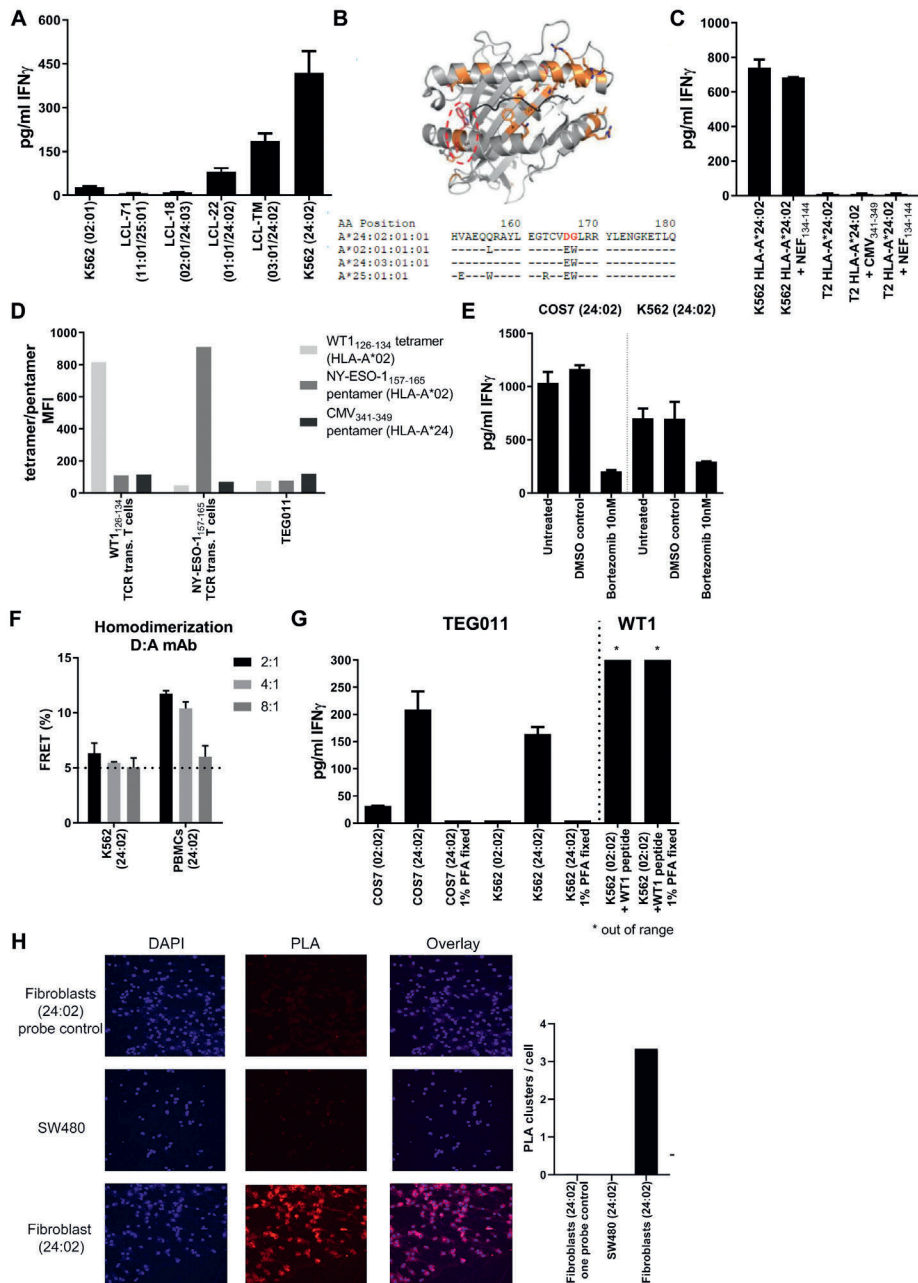 A
pg/ml IFNγ
600
450
300
150
0
K562 (02:01)
LCL-71
(11:01/25:01)
LCL-18
(02:01/24:03)
LCL-22
(01:01/24:02)
LCL-TM
(03:01/24:02)
K562 (24:02)
B
AA Position 160 170 180
A*24:02:01:01 HVAEQQRAYL EGTCVDGLRR YLENGKETLQ
A*02:01:01:01 -----L---- -----EW--- ----------
A*24:03:01:01 ---------- -----EW--- ----------
A*25:01:01 --E--W---- ---R-EW--- ----------
C
pg/ml IFNγ
1000
800
600
400
200
0
K562 HLA-A*24:02
K562 HLA-A*24:02
+ NEF134-144
T2 HLA-A*24:02
T2 HLA-A*24:02
+ CMV341-349
T2 HLA-A*24:02
+ NEF134-144
D
tetramer/pentamer
MFI
1000
800
600
400
200
0
WT1126-134
TCR trans. T cells
NY-ESO-1157-165
TCR trans. T cells
TEG011
WT1126-134 tetramer
(HLA-A*02)
NY-ESO-1157-165
pentamer (HLA-A*02)
CMV341-349
pentamer (HLA-A*24)
E
COS7 (24:02) K562 (24:02)
pg/ml IFNγ
1500
1000
500
0
Untreated
DMSO control
Bortezomib 10nM
Untreated
DMSO control
Bortezomib 10nM
F
Homodimerization
D:A mAb
FRET (%)
15
10
5
0
K562
(24:02)
PBMCs
(24:02)
2:1
4:1
8:1
G
TEG011 WT1
pg/ml IFNγ
300
250
200
150
100
50
0
* *
COS7 (02:02)
COS7 (24:02)
COS7 (24:02)
1% PFA fixed
K562 (02:02)
K562 (24:02)
K562 (24:02)
1% PFA fixed
K562 (02:02)
+ WT1 peptide
K562 (02:02)
+WT1 peptide
1% PFA fixed
* out of range
H
DAPI PLA Overlay
Fibroblasts
(24:02)
probe control
SW480
Fibroblast
(24:02)
PLA clusters / cell
4
3
2
1
0
Fibroblasts (24:02)
one probe control
SW480 (24:02)
Fibroblasts (24:02)
-